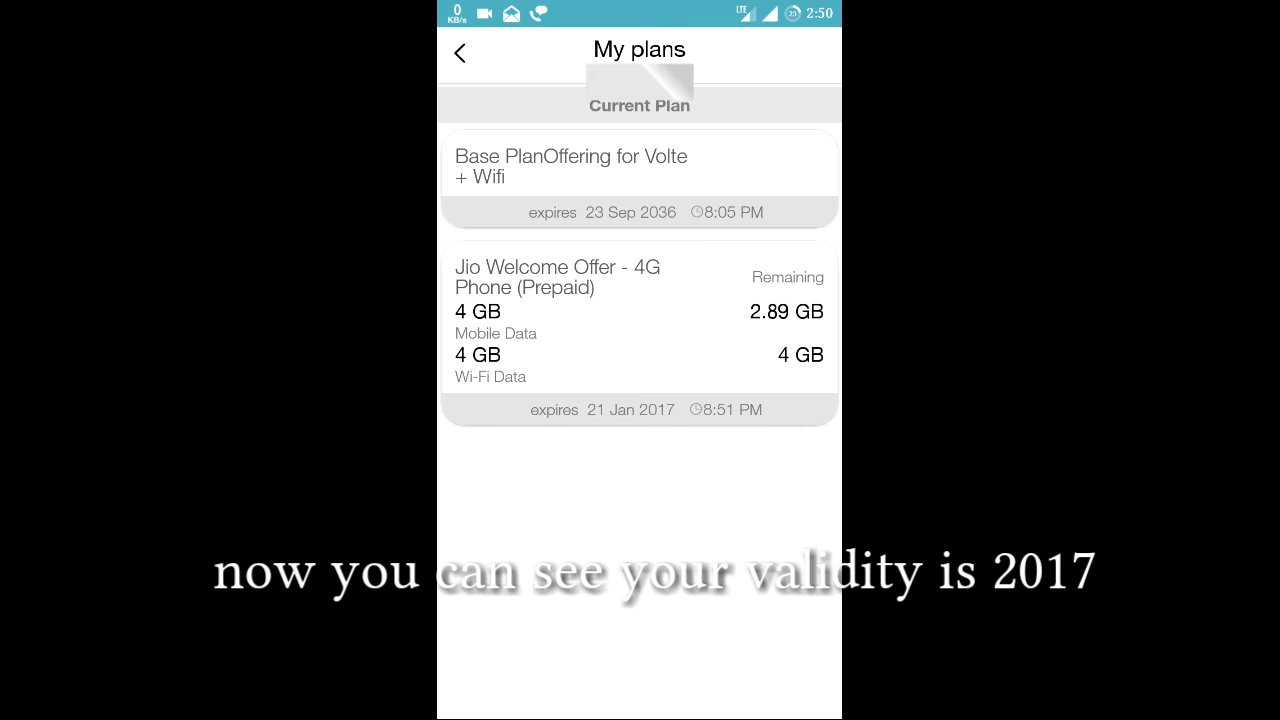 0
KB/s
LTE
23
2:50
My plans
Current Plan
Base PlanOffering for Volte
+ Wifi
expires 23 Sep 2036 8:05 PM
Jio Welcome Offer - 4G
Phone (Prepaid)
Remaining
4 GB 2.89 GB
Mobile Data
4 GB 4 GB
Wi-Fi Data
expires 21 Jan 2017 8:51 PM
now you can see your validity is 2017